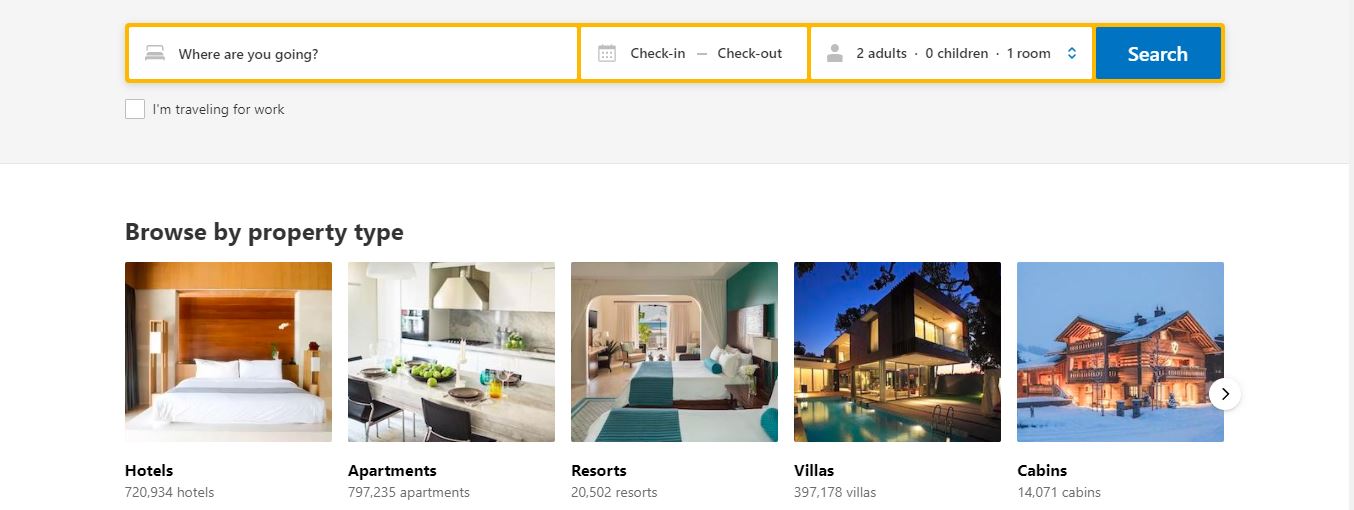 Where are you going?
Check-in — Check-out
2 adults · 0 children · 1 room
Search
I'm traveling for work
Browse by property type
Hotels
720,934 hotels
Apartments
797,235 apartments
Resorts
20,502 resorts
Villas
397,178 villas
Cabins
14,071 cabins